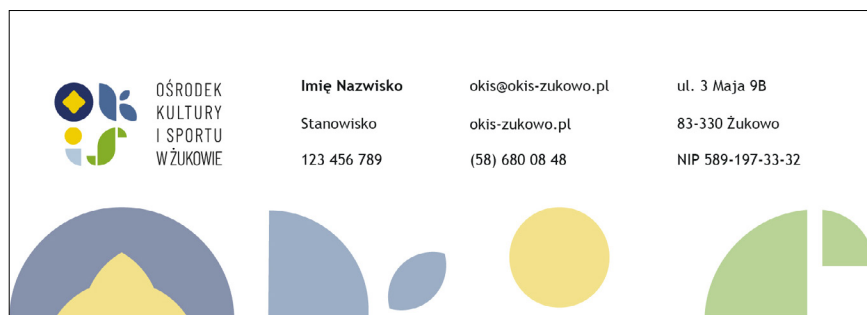 OŚRODEK
KULTURY
I SPORTU
W ŻUKOWIE
Imię Nazwisko
Stanowisko
123 456 789
okis@okis-zukowo.pl
okis-zukowo.pl
(58) 680 08 48
ul. 3 Maja 9B
83-330 Żukowo
NIP 589-197-33-32